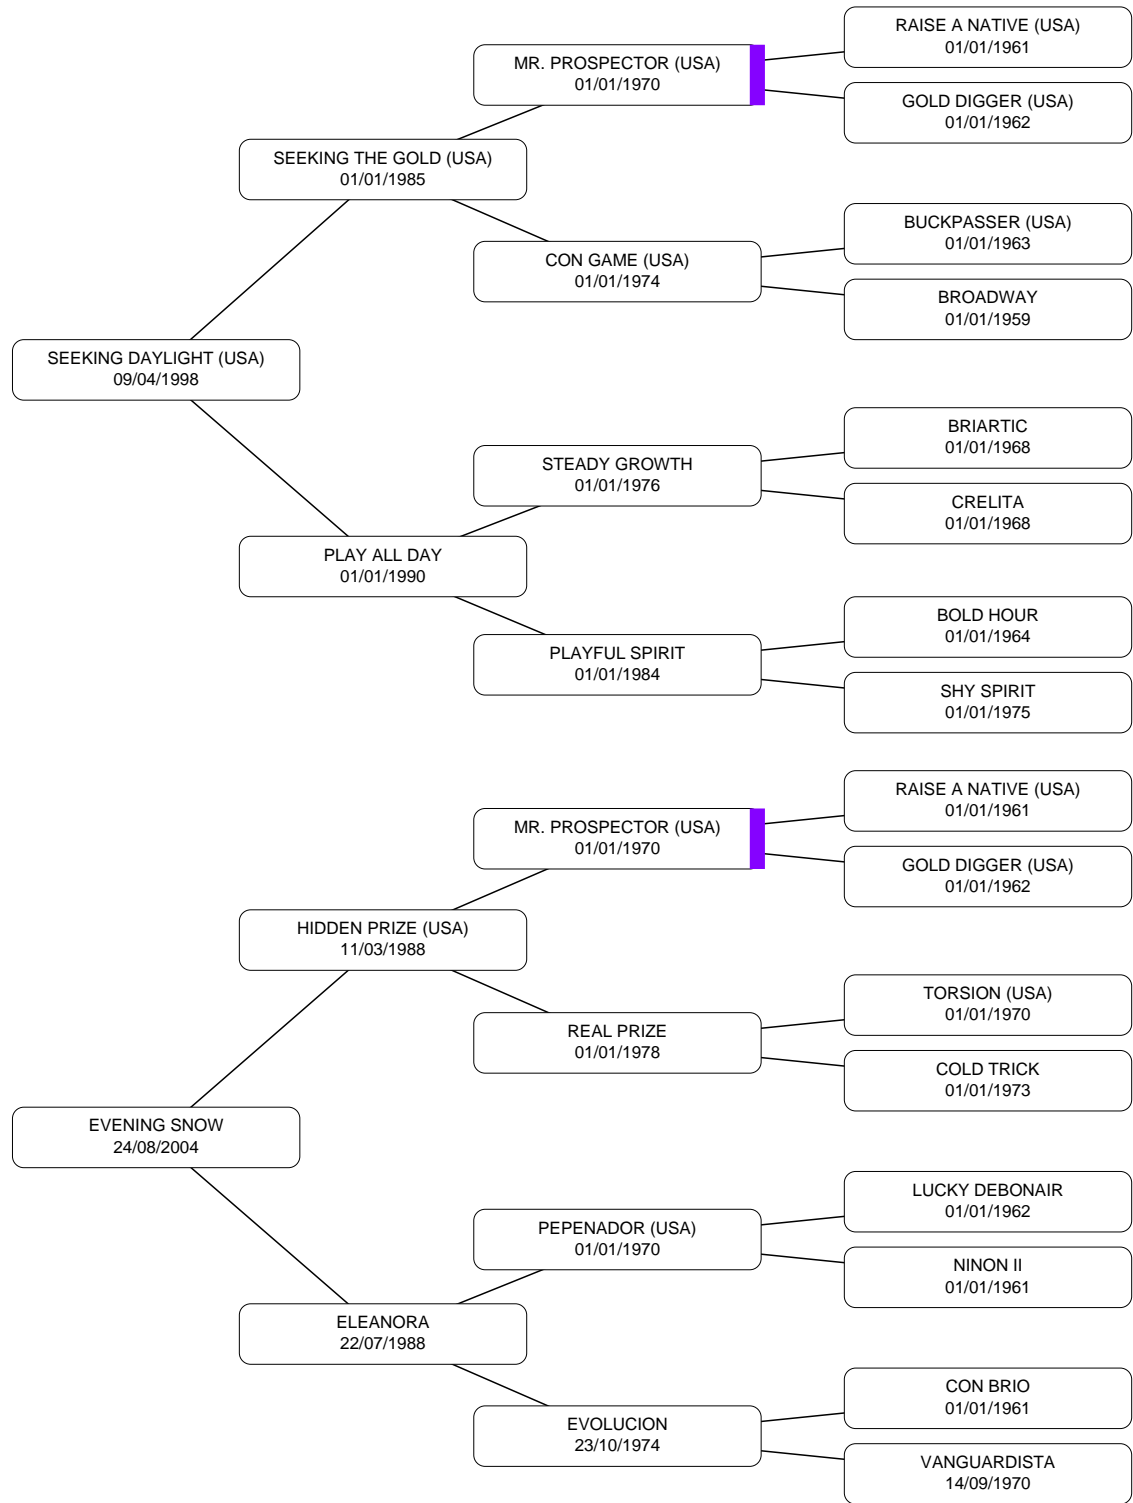 RAISE A NATIVE (USA)
01/01/1961
MR. PROSPECTOR (USA)
01/01/1970
GOLD DIGGER (USA)
01/01/1962
SEEKING THE GOLD (USA)
01/01/1985
BUCKPASSER (USA)
01/01/1963
CON GAME (USA)
01/01/1974
BROADWAY
01/01/1959
SEEKING DAYLIGHT (USA)
09/04/1998
BRIARTIC
01/01/1968
STEADY GROWTH
01/01/1976
CRELITA
01/01/1968
PLAY ALL DAY
01/01/1990
BOLD HOUR
01/01/1964
PLAYFUL SPIRIT
01/01/1984
SHY SPIRIT
01/01/1975
RAISE A NATIVE (USA)
01/01/1961
MR. PROSPECTOR (USA)
01/01/1970
GOLD DIGGER (USA)
01/01/1962
HIDDEN PRIZE (USA)
11/03/1988
TORSION (USA)
01/01/1970
REAL PRIZE
01/01/1978
COLD TRICK
01/01/1973
EVENING SNOW
24/08/2004
LUCKY DEBONAIR
01/01/1962
PEPENADOR (USA)
01/01/1970
NINON II
01/01/1961
ELEANORA
22/07/1988
CON BRIO
01/01/1961
EVOLUCION
23/10/1974
VANGUARDISTA
14/09/1970